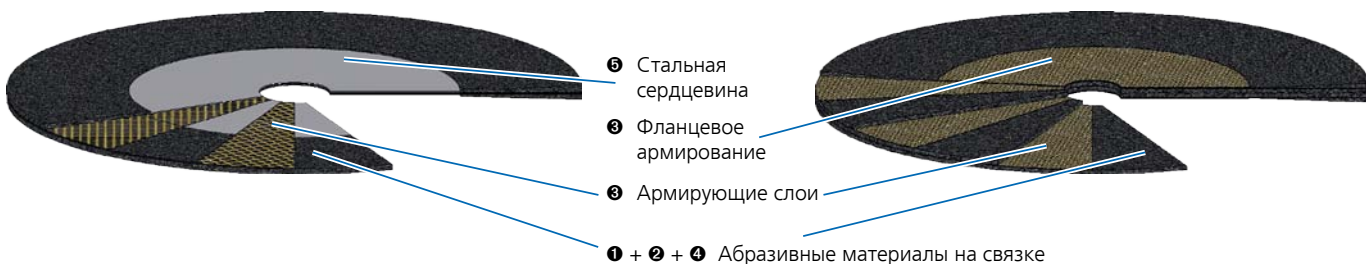 ❺ Стальная
сердцевина
❸ Фланцевое
армирование
❸ Армирующие слои
❶ + ❷ + ❹ Абразивные материалы на связке